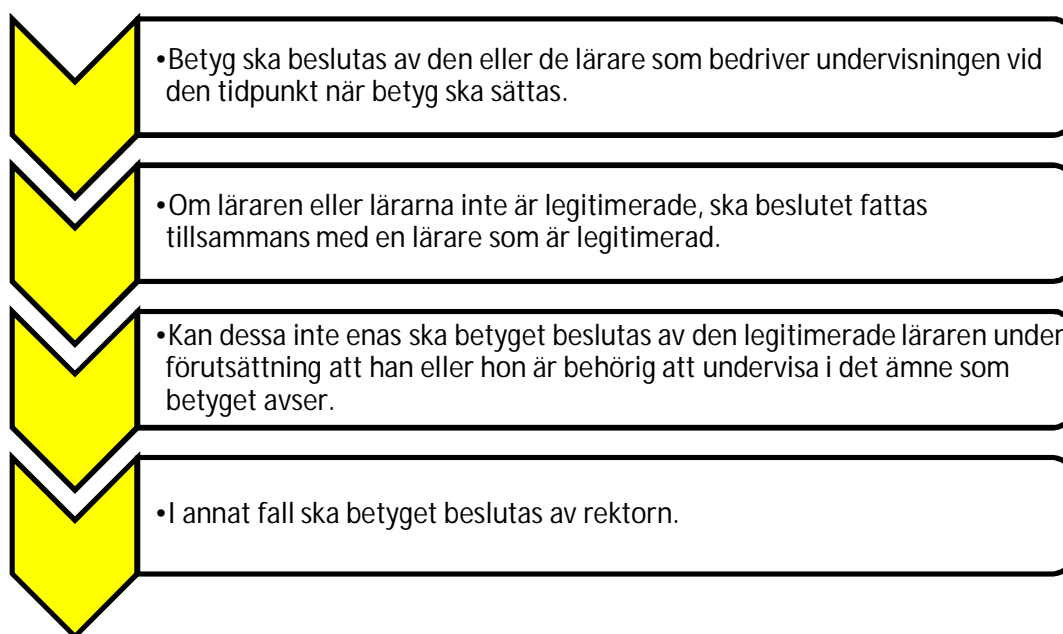 •Betyg ska beslutas av den eller de lärare som bedriver undervisningen vid
den tidpunkt när betyg ska sättas.
•Om läraren eller lärarna inte är legitimerade, ska beslutet fattas
tillsammans med en lärare som är legitimerad.
•Kan dessa inte enas ska betyget beslutas av den legitimerade läraren under
förutsättning att han eller hon är behörig att undervisa i det ämne som
betyget avser.
•I annat fall ska betyget beslutas av rektorn.